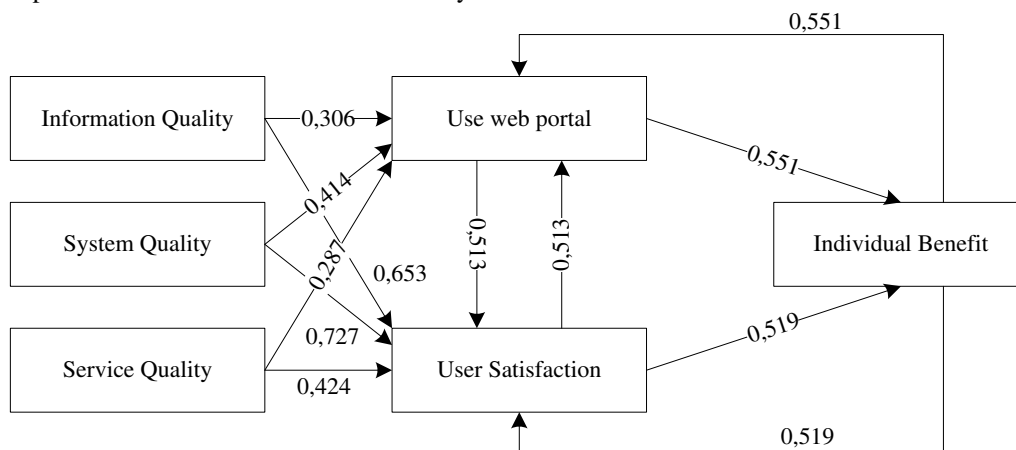 0,551
Information Quality
0,306
Use web portal
0,551
0,414
System Quality
0,287
0,513
0,513
Individual Benefit
0,653
0,727
0,519
Service Quality
0,424
User Satisfaction
0,519